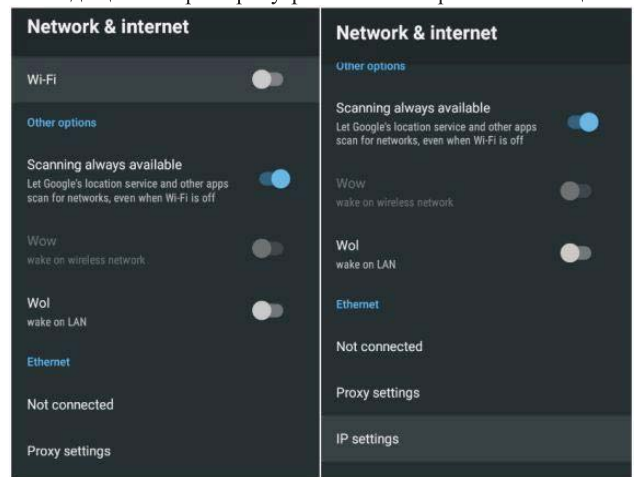 Network & internet
Wi-Fi
Other options
Scanning always available
Let Google's location service and other apps
scan for networks, even when Wi-Fi is off
Wow
wake on wireless network
Wol
wake on LAN
Ethernet
Not connected
Proxy settings
Network & internet
Other options
Scanning always available
Let Google's location service and other apps
scan for networks, even when Wi-Fi is off
Wow
wake on wireless network
Wol
wake on LAN
Ethernet
Not connected
Proxy settings
IP settings